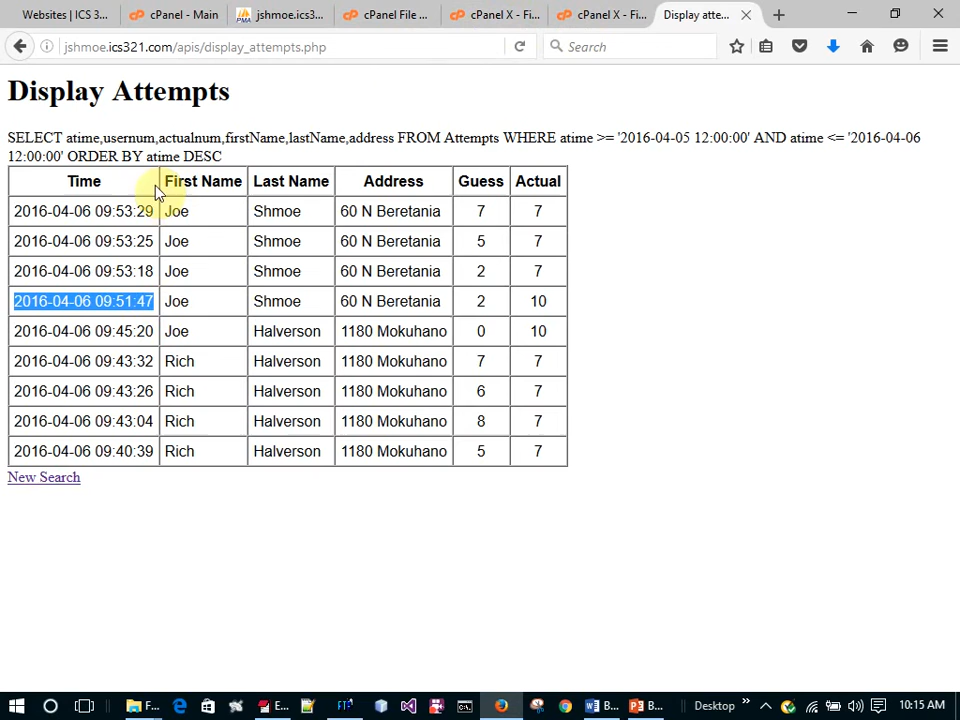 Websites | ICS 3...
cPanel - Main
jshmoe.ics3...
cPanel File ...
cPanel X - Fi...
cPanel X - Fi...
Display atte...
jshmoe.ics321.com/apis/display_attempts.php
Search
Display Attempts
SELECT atime,usernum,actualnum,firstName,lastName,address FROM Attempts WHERE atime >= '2016-04-05 12:00:00' AND atime <= '2016-04-06
12:00:00' ORDER BY atime DESC
Time First Name Last Name Address Guess Actual
2016-04-06 09:53:29 Joe Shmoe 60 N Beretania 7 7
2016-04-06 09:53:25 Joe Shmoe 60 N Beretania 5 7
2016-04-06 09:53:18 Joe Shmoe 60 N Beretania 2 7
2016-04-06 09:51:47 Joe Shmoe 60 N Beretania 2 10
2016-04-06 09:45:20 Joe Halverson 1180 Mokuhano 0 10
2016-04-06 09:43:32 Rich Halverson 1180 Mokuhano 7 7
2016-04-06 09:43:26 Rich Halverson 1180 Mokuhano 6 7
2016-04-06 09:43:04 Rich Halverson 1180 Mokuhano 8 7
2016-04-06 09:40:39 Rich Halverson 1180 Mokuhano 5 7
New Search
F...
E...
B...
B...
Desktop
10:15 AM